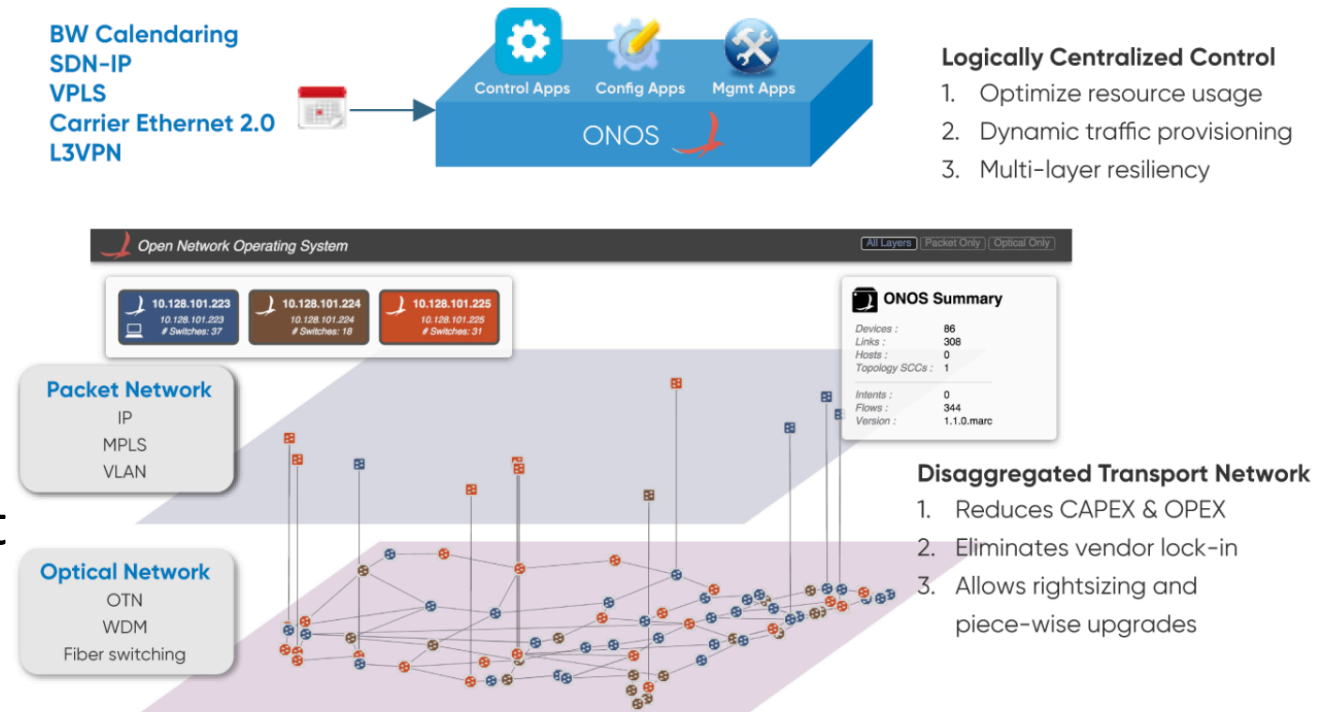 BW Calendaring
SDN-IP
VPLS
Carrier Ethernet 2.0
L3VPN
Control Apps
Config Apps
Mgmt Apps
ONOS
Logically Centralized Control
1. Optimize resource usage
2. Dynamic traffic provisioning
3. Multi-layer resiliency
Open Network Operating System
All Layers
Packet Only
Optical Only
10.128.101.223
10.128.101.223
# Switches: 37
10.128.101.224
10.128.101.224
# Switches: 18
10.128.101.225
10.128.101.225
# Switches: 31
ONOS Summary
Devices : 86
Links : 308
Hosts : 0
Topology SCCs : 1
Intents : 0
Flows : 344
Version : 1.1.0.marc
Packet Network
IP
MPLS
VLAN
t
Optical Network
OTN
WDM
Fiber switching
Disaggregated Transport Network
1. Reduces CAPEX & OPEX
2. Eliminates vendor lock-in
3. Allows rightsizing and
piece-wise upgrades